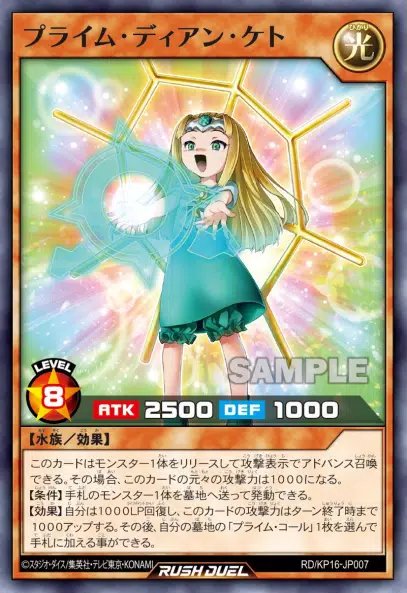 プライム・ディアン・ケト
ひかり
光
SAMPLE
LEVEL
8
ATK 2500 DEF 1000
【水族／効果】
このカードはモンスター1体をリリースして攻撃表示でアドバンス召喚
できる。その場合、このカードの元々の攻撃力は1000になる。
【条件】手札のモンスター1体を墓地へ送って発動できる。
【効果】自分は1000LP回復し、このカードの攻撃力はターン終了時まで
1000アップする。その後、自分の墓地の「プライム・コール」1枚を選んで
手札に加える事ができる。
©スタジオ・ダイス/集英社・テレビ東京・KONAMI
RUSH DUEL
RD/KP16-JP007